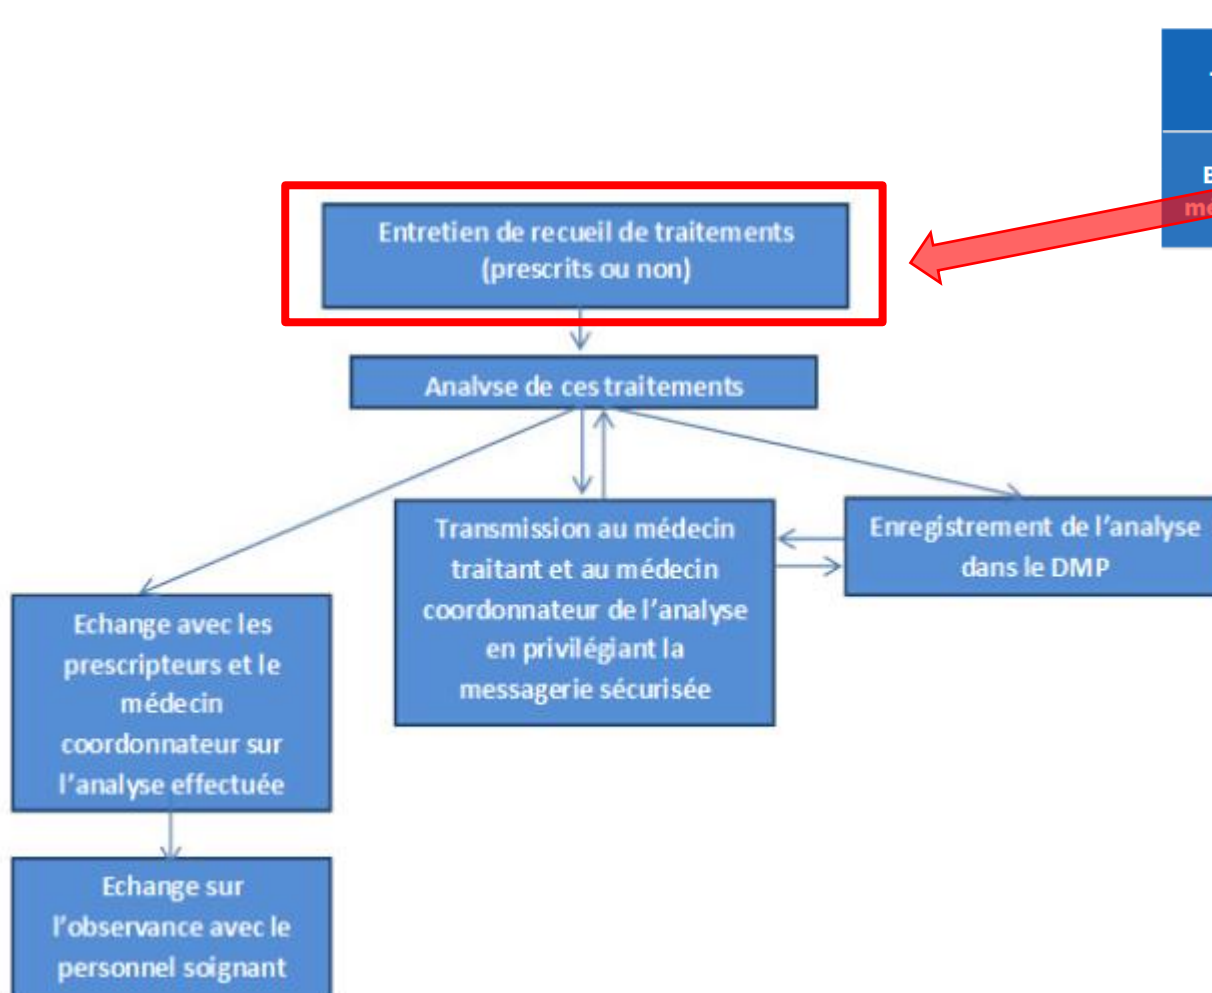 Entretien de recueil de traitements
(prescrits ou non)
Analyse de ces traitements
Transmission au médecin
traitant et au médecin
coordonnateur de l'analyse
en privilégiant la
messagerie sécurisée
Enregistrement de l'analyse
dans le DMP
Echange avec les
prescripteurs et le
médecin
coordonnateur sur
l'analyse effectuée
Echange sur
l'observance avec le
personnel soignant